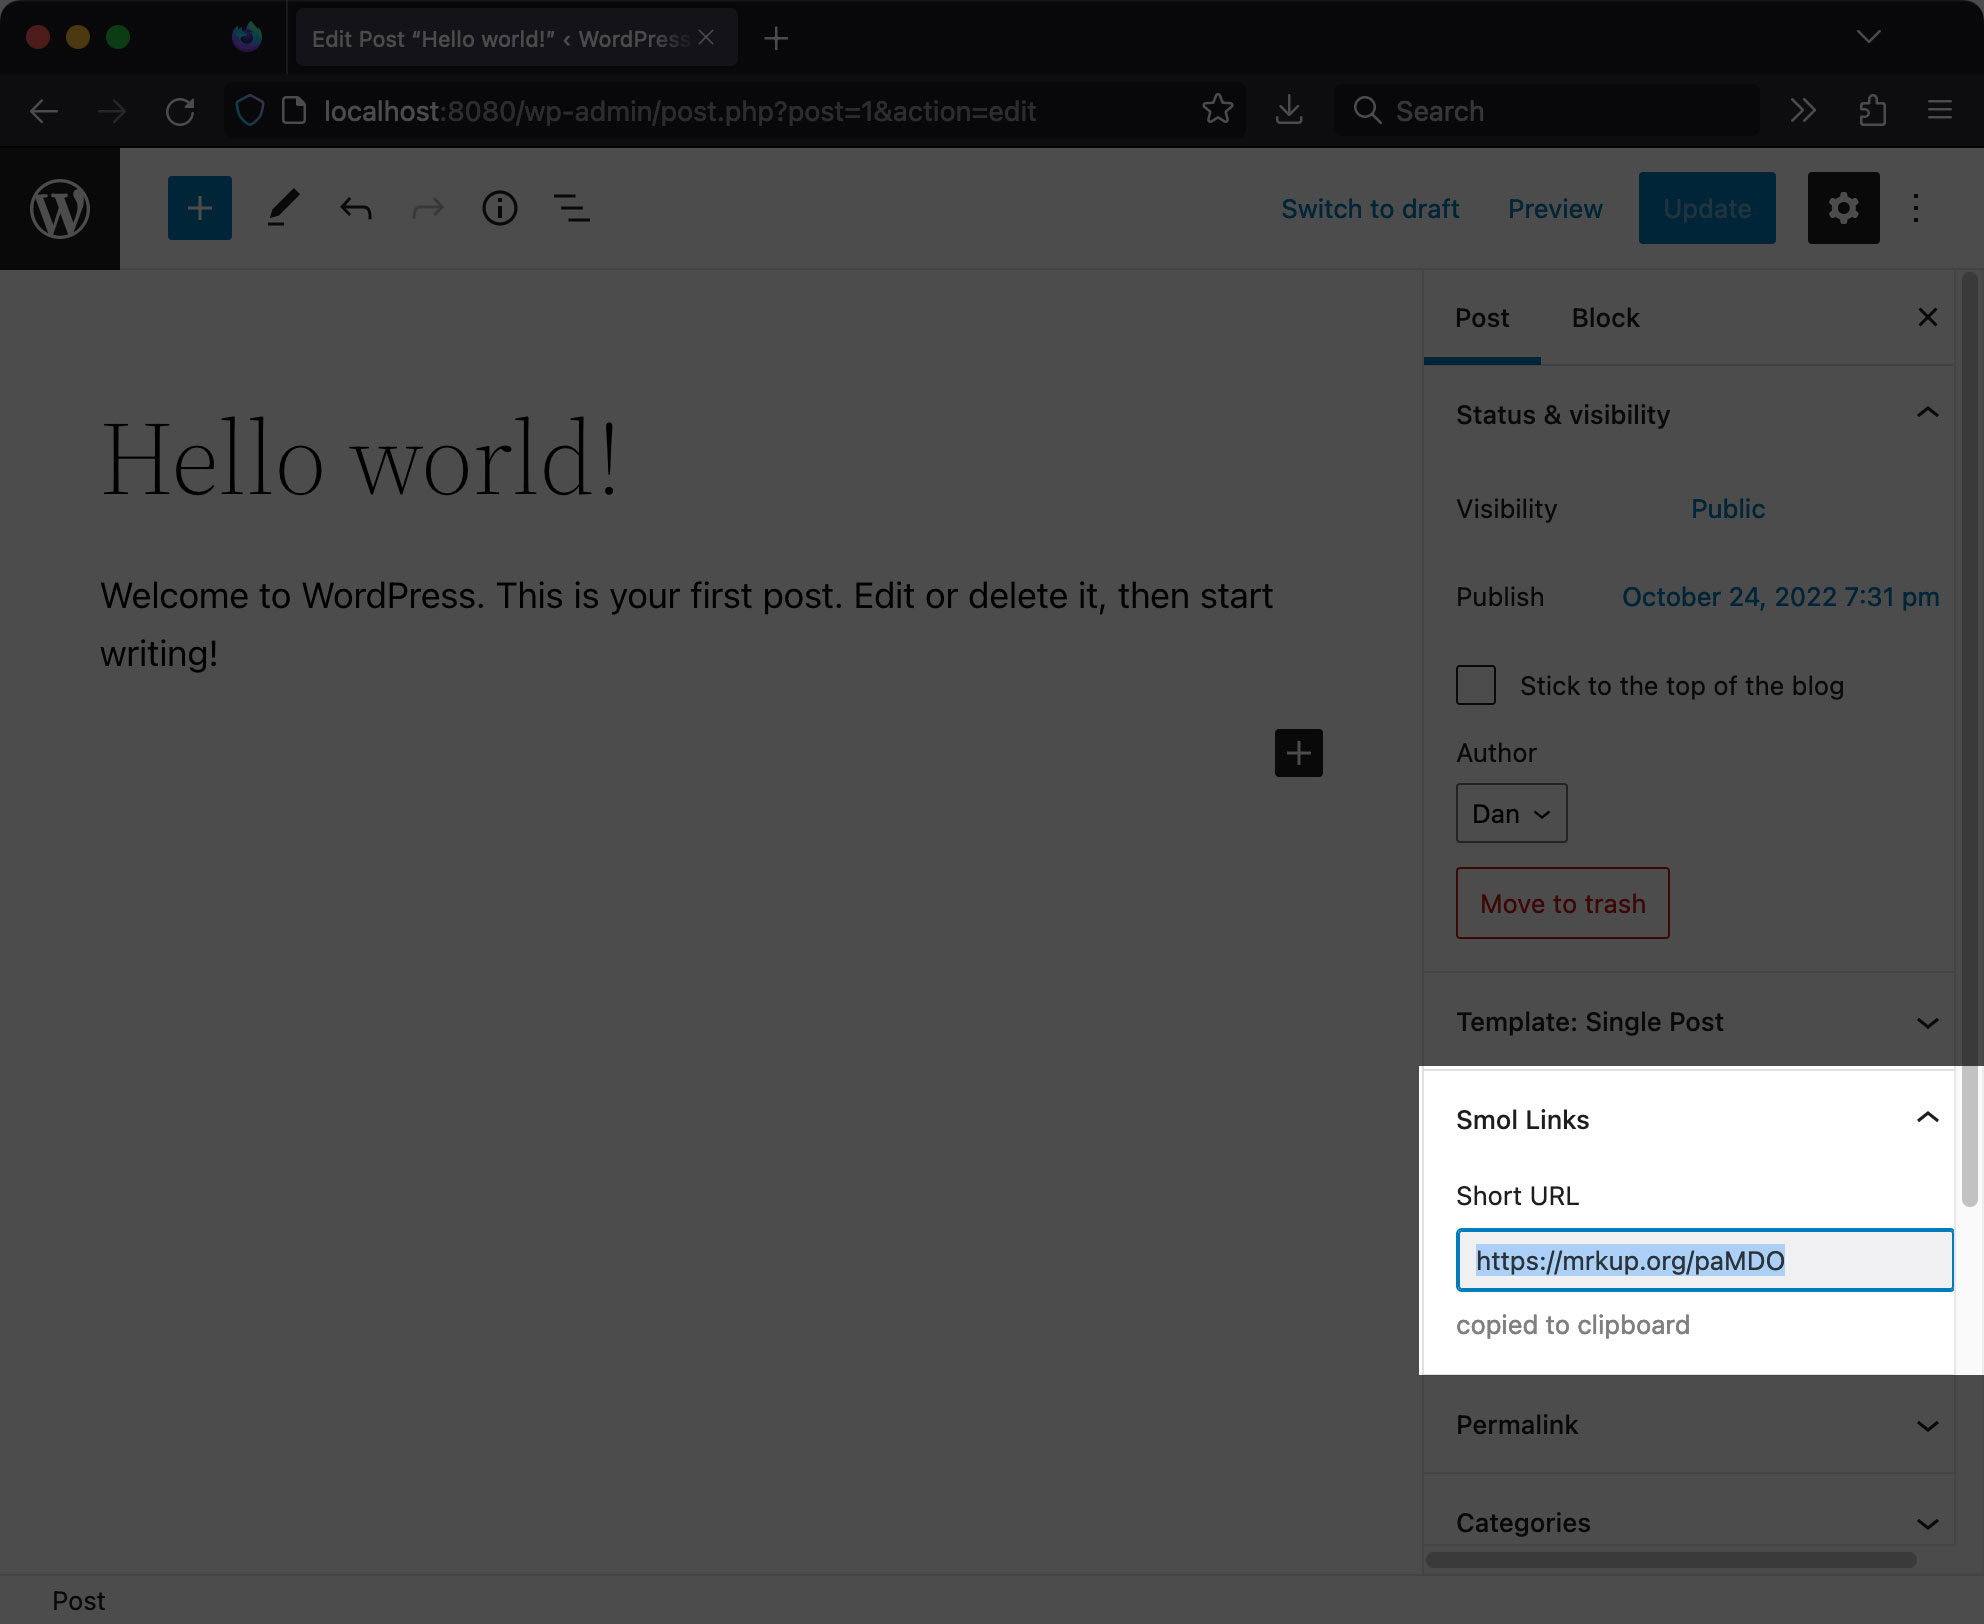 Edit Post “Hello world!” ‹ WordPress
localhost:8080/wp-admin/post.php?post=1&action=edit
Search
Switch to draft
Preview
Update
Post
Block
Hello world!
Welcome to WordPress. This is your first post. Edit or delete it, then start
writing!
Status & visibility
Visibility
Public
Publish
October 24, 2022 7:31 pm
Stick to the top of the blog
Author
Dan
Move to trash
Template: Single Post
Smol Links
Short URL
https://mrkup.org/paMDO
copied to clipboard
Permalink
Categories
Post